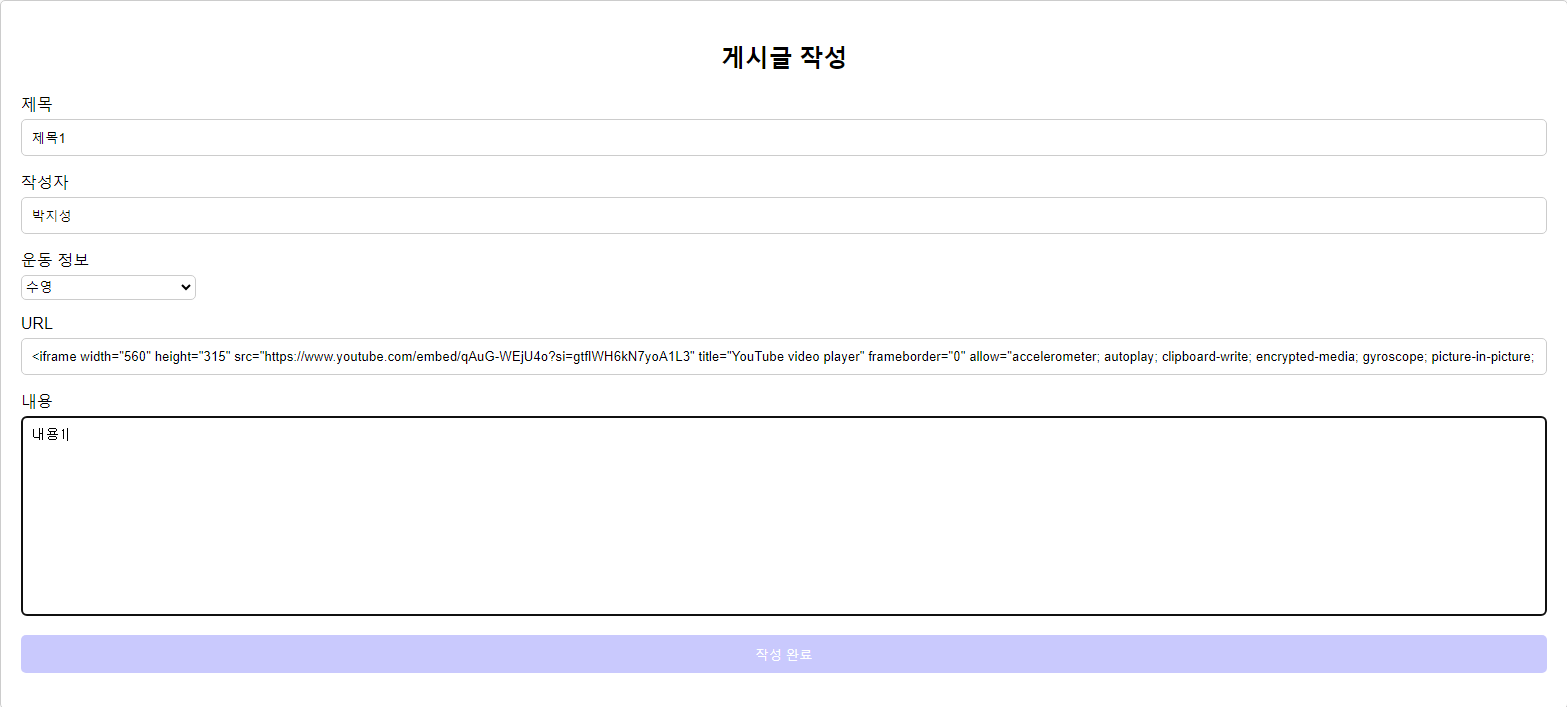 게시글 작성
제목
제목1
작성자
박지성
운동 정보
수영
URL
<iframe width="560" height="315" src="https://www.youtube.com/embed/qAuG-WEjU4o?si=gtflWH6kN7yoA1L3" title="YouTube video player" frameborder="0" allow="accelerometer; autoplay; clipboard-write; encrypted-media; gyroscope; picture-in-picture;
내용
내용1
작성 완료